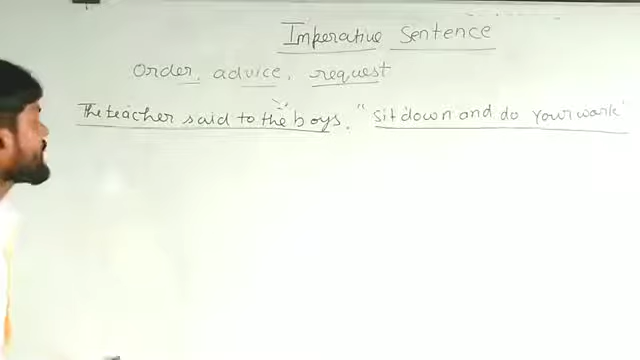 Imperative Sentence
Order, advice, request
The teacher said to the boys, "Sit down and do your work"